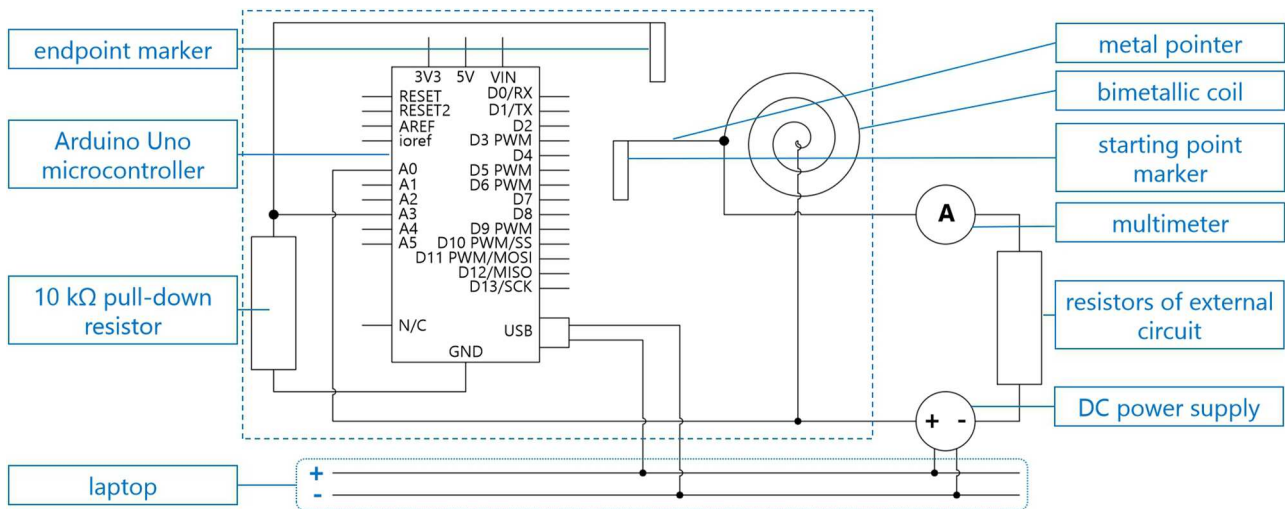 endpoint marker
Arduino Uno
microcontroller
10 kΩ pull-down
resistor
laptop
3V3 5V VIN
RESET
RESET2
AREF
ioref
A0
A1
A2
A3
A4
A5
N/C
D0/RX
D1/TX
D2
D3 PWM
D4
D5 PWM
D6 PWM
D7
D8
D9 PWM
D10 PWM/SS
D11 PWM/MOSI
D12/MISO
D13/SCK
USB
GND
A
+ -
+
-
metal pointer
bimetallic coil
starting point
marker
multimeter
resistors of external
circuit
DC power supply